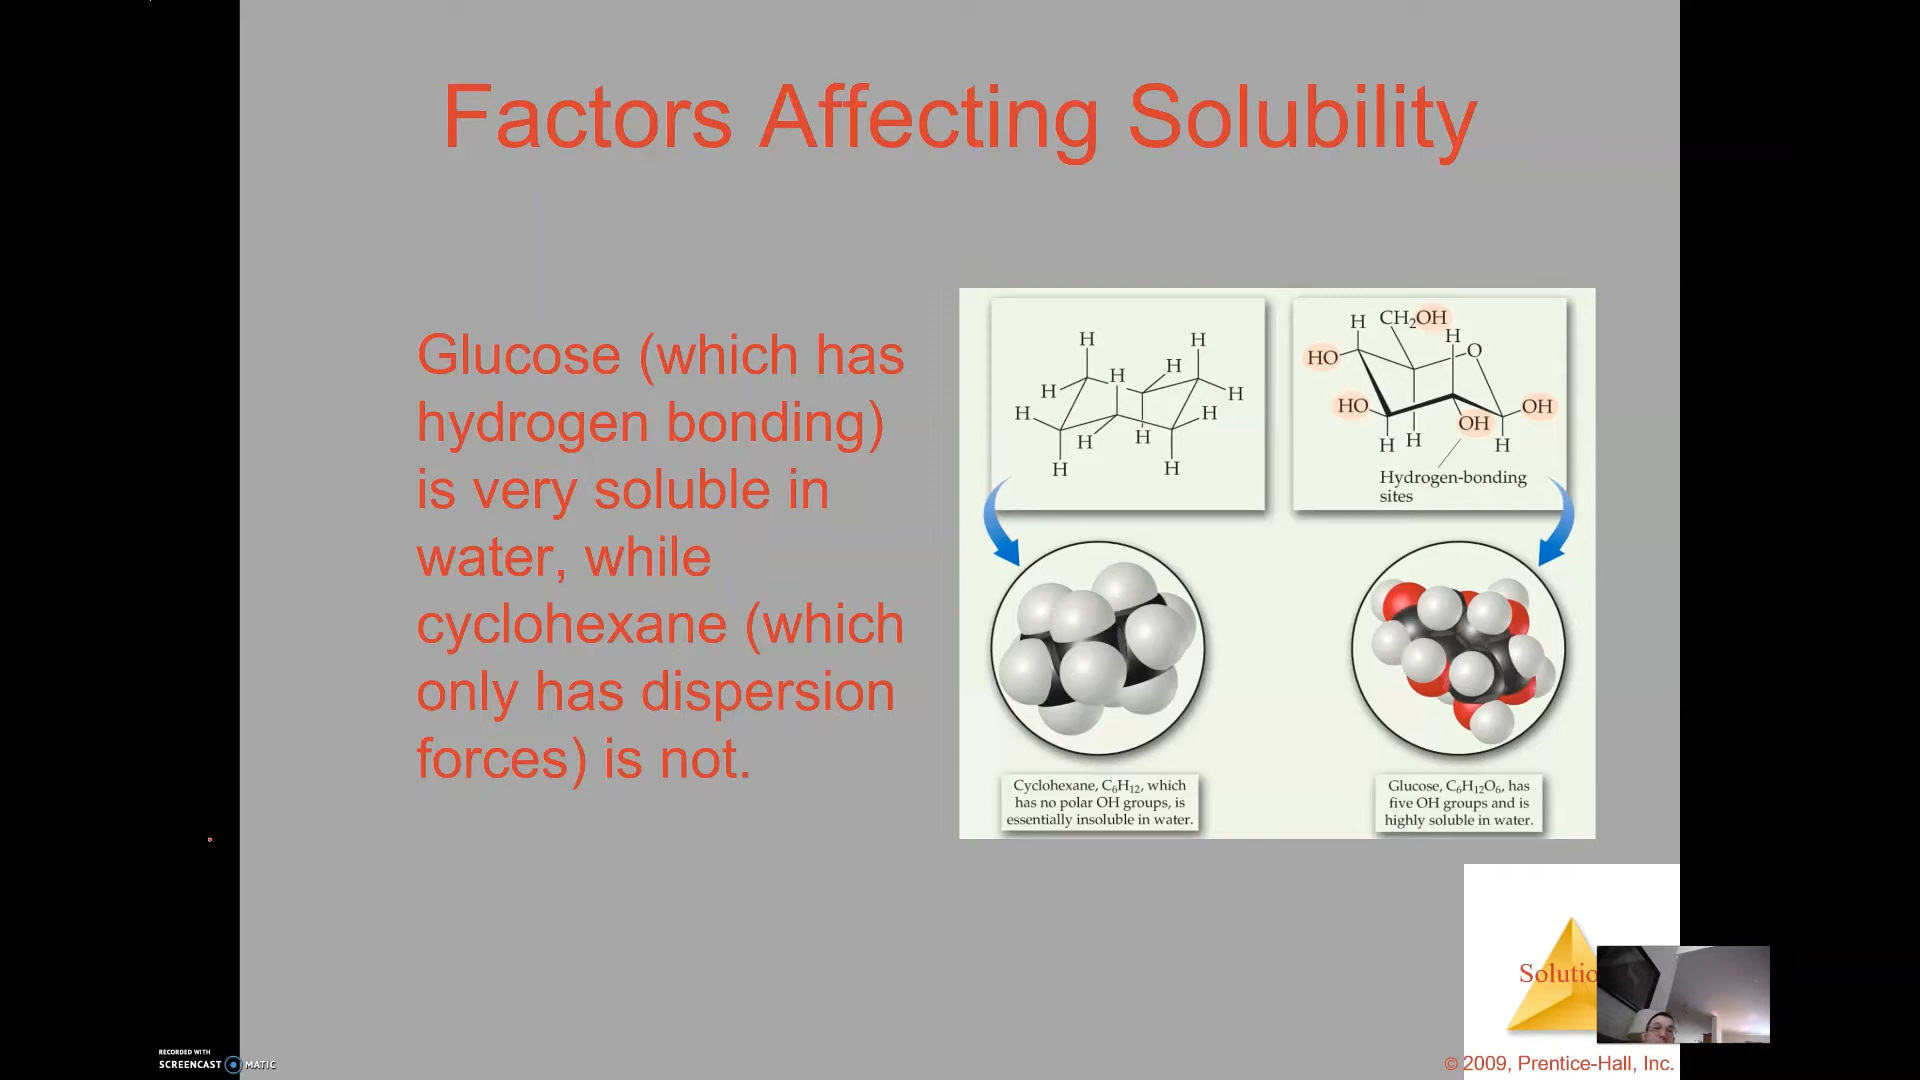 Factors Affecting Solubility
Glucose (which has
hydrogen bonding)
is very soluble in
water, while
cyclohexane (which
only has dispersion
forces) is not.
H
H
H
H
H
H
H
H
H
H
H
H
H
CH₂OH
H
O
HO
HO
OH
OH
H
H
H
Hydrogen-bonding
sites
Cyclohexane, C₆H₁₂, which
has no polar OH groups, is
essentially insoluble in water.
Glucose, C₆H₁₂O₆, has
five OH groups and is
highly soluble in water.
Solutio
© 2009, Prentice-Hall, Inc.
RECORDED WITH
SCREENCAST MATIC